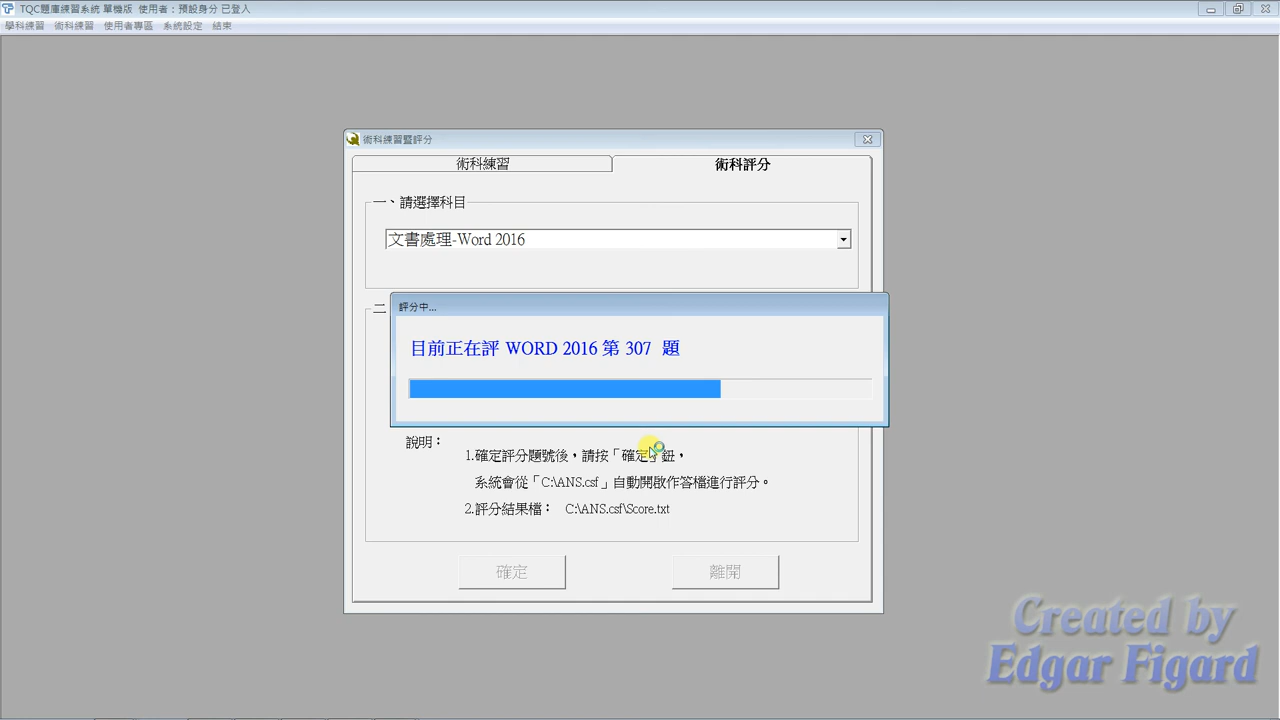 TQC題庫練習系統 單機版 使用者：預設身分 已登入
學科練習 術科練習 使用者專區 系統設定 結束
術科練習暨評分
術科練習 術科評分
一、請選擇科目
文書處理-Word 2016
二
評分中...
目前正在評 WORD 2016 第 307 題
說明：
1.確定評分題號後，請按「確定」鈕，
系統會從「C:\ANS.csf」自動開啟作答檔進行評分。
2.評分結果檔： C:\ANS.csf\Score.txt
確定 離開
Created by
Edgar Figard